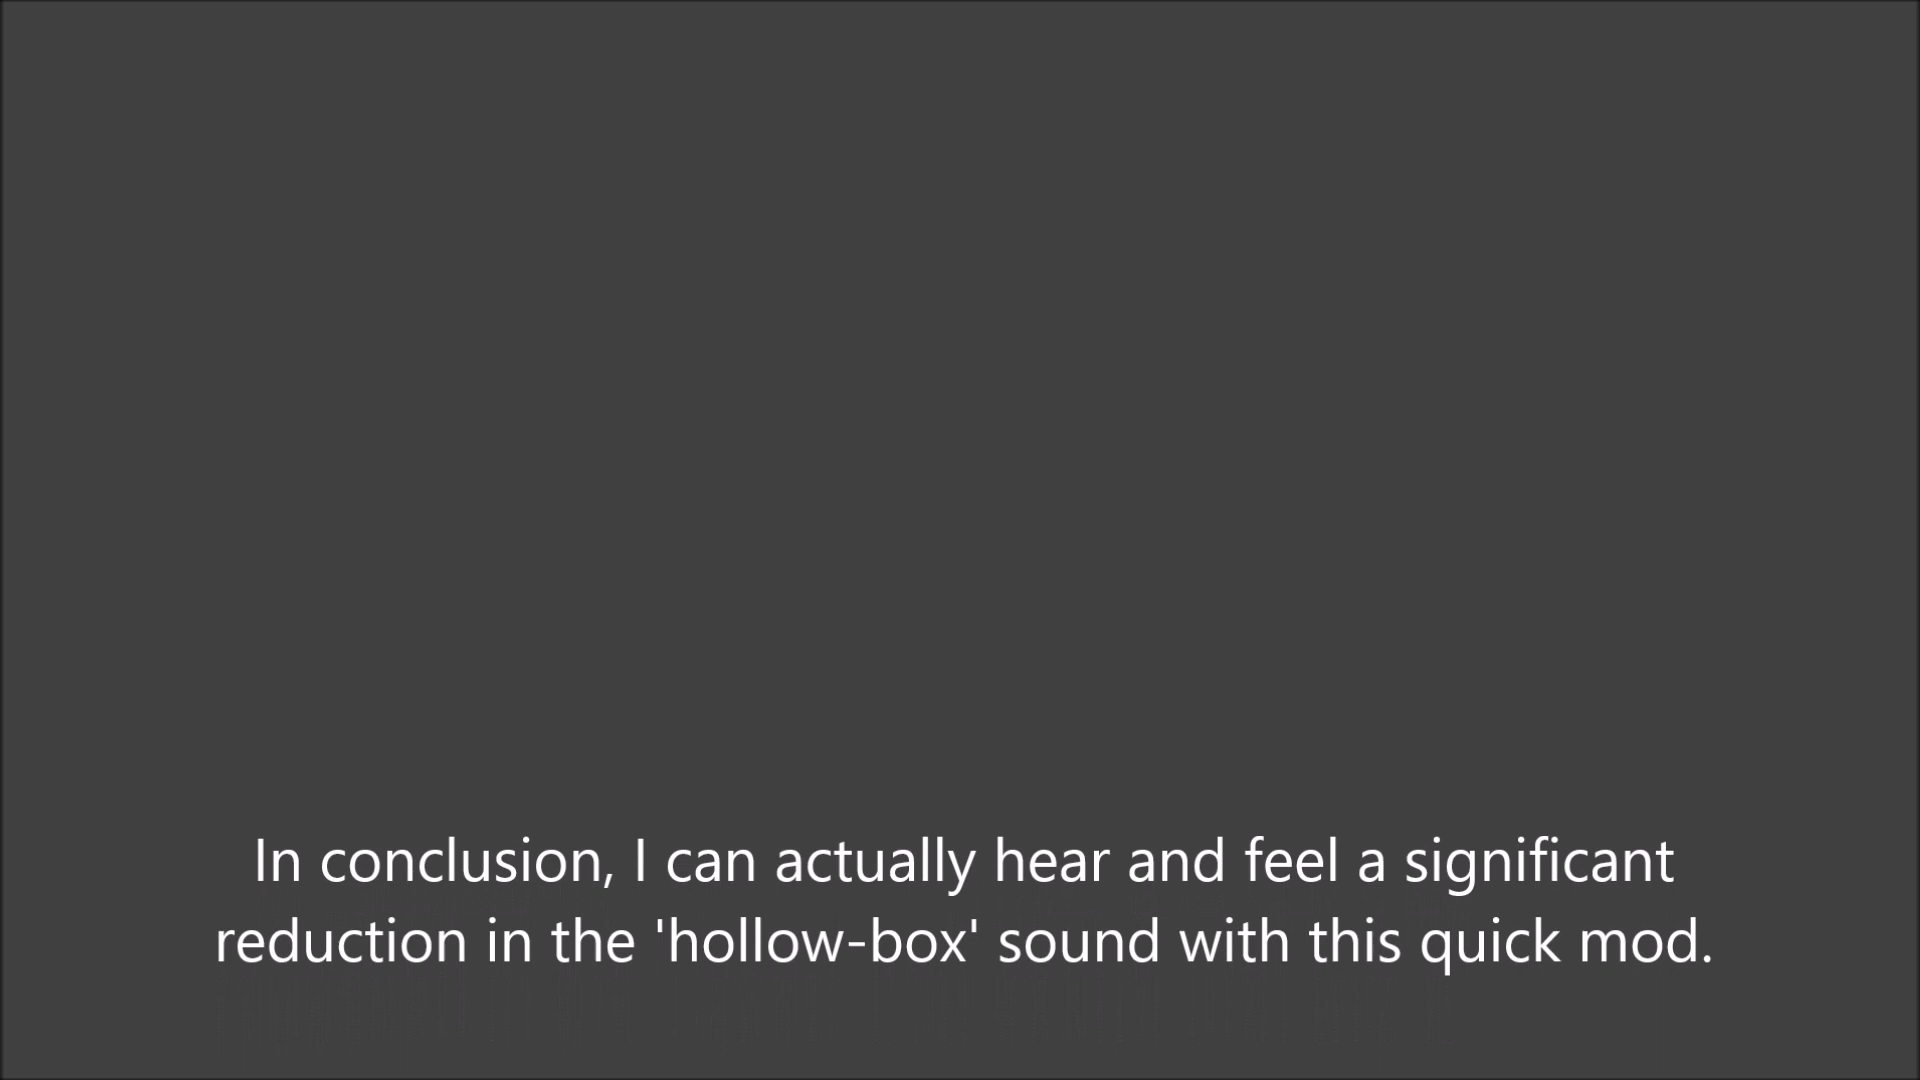 In conclusion, I can actually hear and feel a significant
reduction in the 'hollow-box' sound with this quick mod.